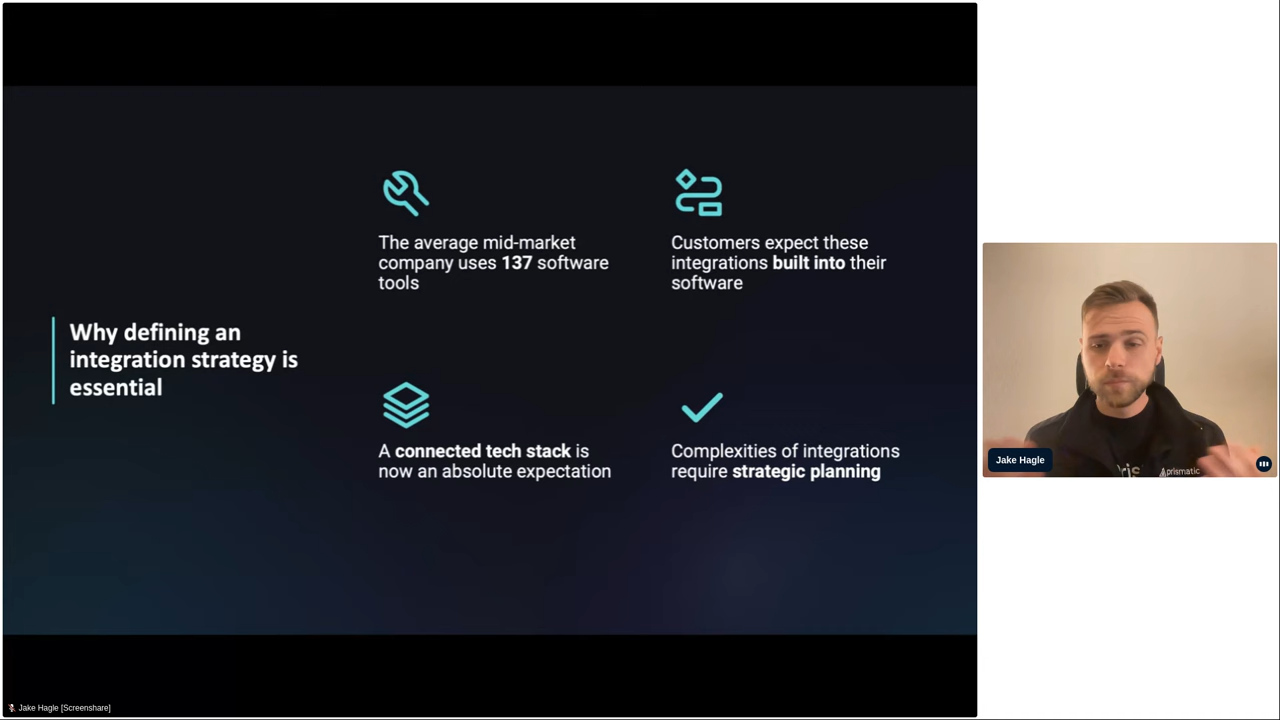 The average mid-market
company uses 137 software
tools
Customers expect these
integrations built into their
software
Why defining an
integration strategy is
essential
A connected tech stack is
now an absolute expectation
Complexities of integrations
require strategic planning
Jake Hagle
ris
prismatic
Jake Hagle [Screenshare]